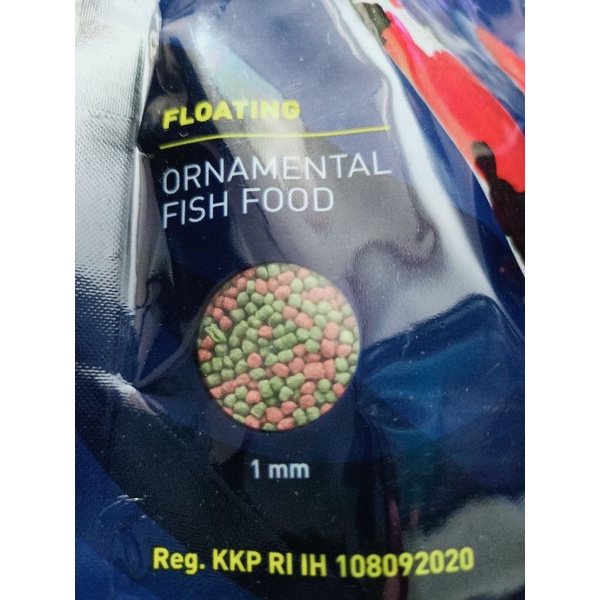 FLOATING
ORNAMENTAL
FISH FOOD
1 mm
Reg. KKP RI IH 108092020